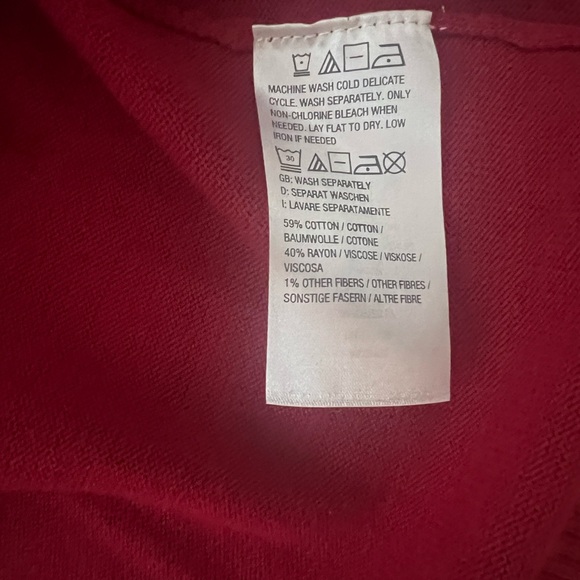 MACHINE WASH COLD DELICATE
CYCLE. WASH SEPARATELY. ONLY
NON-CHLORINE BLEACH WHEN
NEEDED. LAY FLAT TO DRY. LOW
IRON IF NEEDED
30
GB: WASH SEPARATELY
D: SEPARAT WASCHEN
I: LAVARE SEPARATAMENTE
59% COTTON / COTTON /
BAUMWOLLE / COTONE
40% RAYON / VISCOSE / VISKOSE /
VISCOSA
1% OTHER FIBERS / OTHER FIBRES /
SONSTIGE FASERN / ALTRE FIBRE